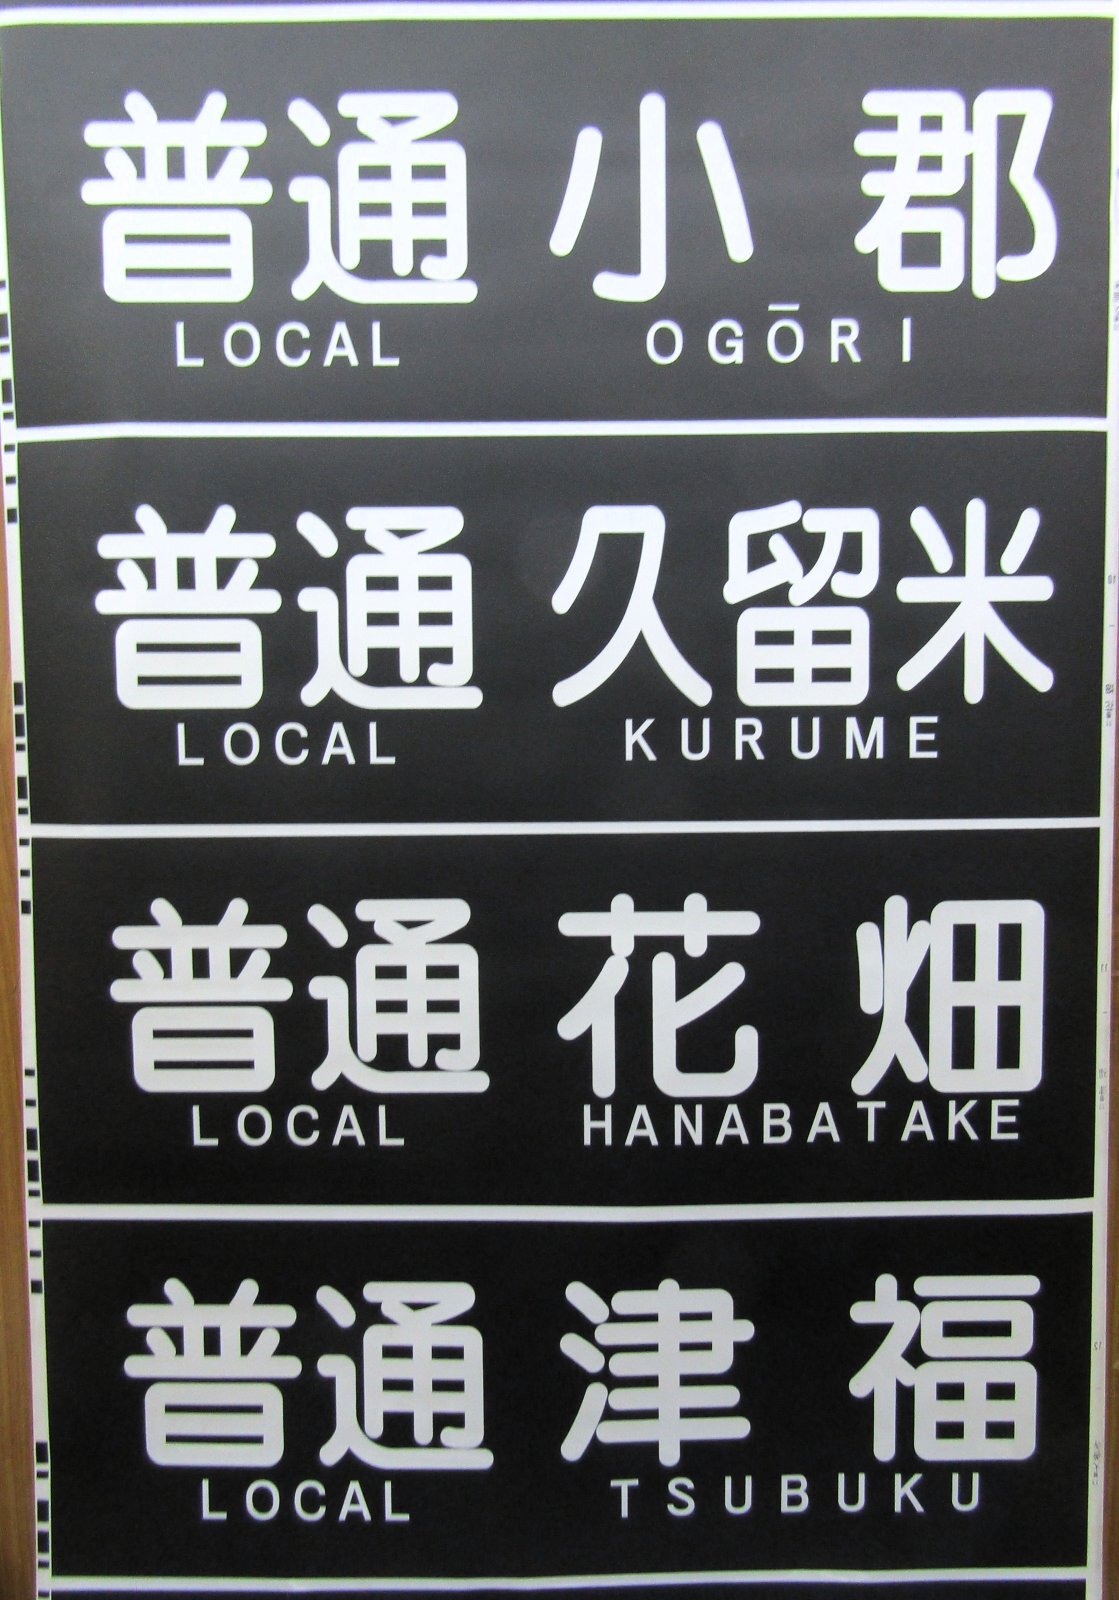 普通 小郡
LOCAL OGŌRI
普通 久留米
LOCAL KURUME
普通 花畑
LOCAL HANABATAKE
普通 津福
LOCAL TSUBUKU